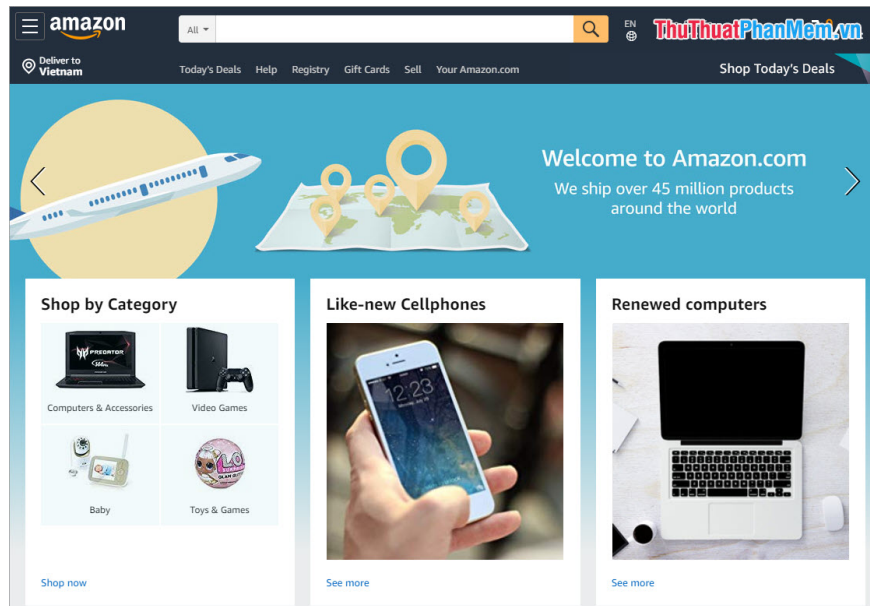 amazon
All
EN
ThuThuatPhanMem.vn
Deliver to
Vietnam
Today's Deals Help Registry Gift Cards Sell Your Amazon.com
Shop Today's Deals
Welcome to Amazon.com
We ship over 45 million products
around the world
Shop by Category
PREDATOR
Computers & Accessories
Video Games
Baby
L.O.L.
SURPRISE
Toys & Games
Shop now
Like-new Cellphones
12:23
See more
Renewed computers
See more